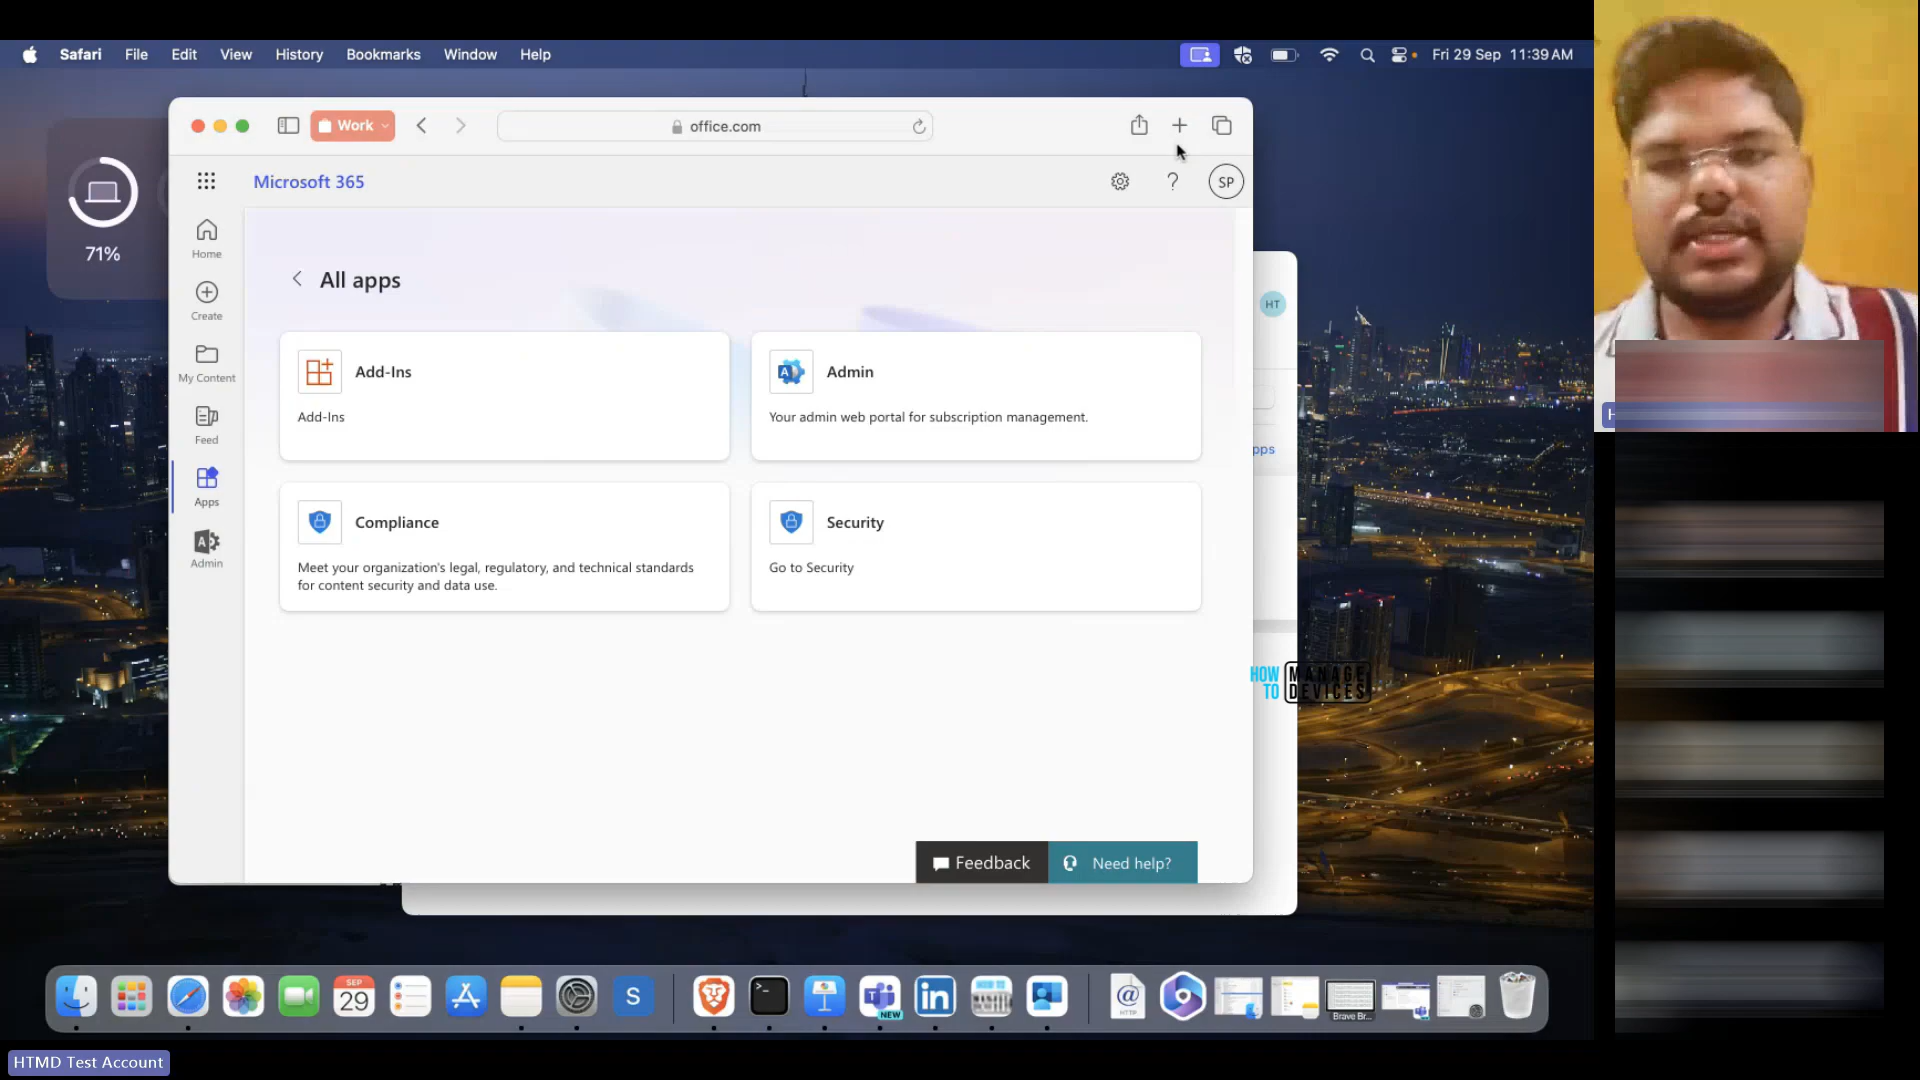 Safari File Edit View History Bookmarks Window Help
Fri 29 Sep 11:39 AM
71%
Work
office.com
Microsoft 365
?
SP
Home
Create
My Content
Feed
Apps
Admin
All apps
Add-Ins
Add-Ins
Admin
Your admin web portal for subscription management.
Compliance
Meet your organization's legal, regulatory, and technical standards
for content security and data use.
Security
Go to Security
HT
pps
HOW TO
MANAGE
DEVICES
Feedback
Need help?
H
SEP
29
S
NEW
in
@
HTTP
Brave Br...
HTMD Test Account